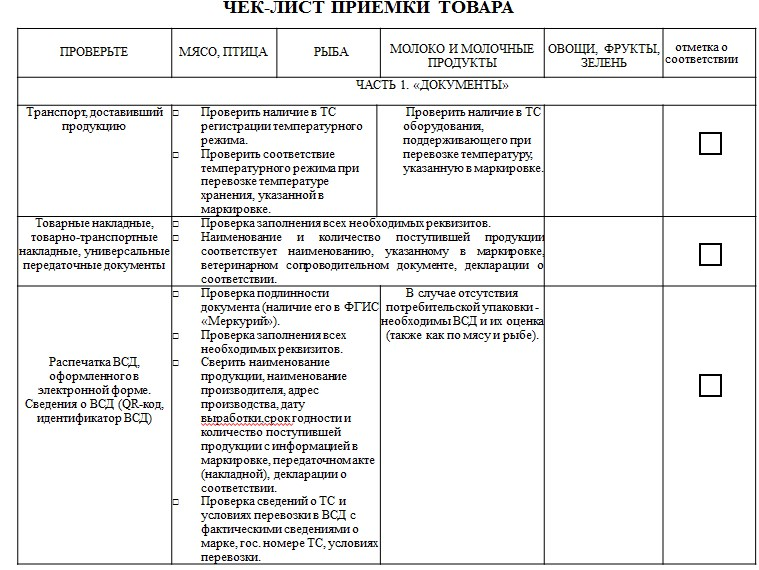 ЧЕК-ЛИСТ ПРИЕМКИ ТОВАРА
ПРОВЕРЬТЕ
МЯСО, ПТИЦА
РЫБА
МОЛОКО И МОЛОЧНЫЕ
ПРОДУКТЫ
ОВОЩИ, ФРУКТЫ,
ЗЕЛЕНЬ
отметка о
соответствии
ЧАСТЬ 1. «ДОКУМЕНТЫ»
Транспорт, доставивший
продукцию
Проверить наличие в ТС
регистрации температурного
режима.
Проверить соответствие
температурного режима при
перевозке температуре
хранения, указанной в
маркировке.
Проверить наличие в ТС
оборудования,
поддерживающего при
перевозке температуру,
указанную в маркировке.
Товарные накладные,
товарно-транспортные
накладные, универсальные
передаточные документы
Проверка заполнения всех необходимых реквизитов.
Наименование и количество поступившей продукции
соответствует наименованию, указанному в маркировке,
ветеринарном сопроводительном документе, декларации о
соответствии.
Распечатка ВСД,
оформленного в
электронной форме.
Сведения о ВСД (QR-код,
идентификатор ВСД)
Проверка подлинности
документа (наличие его в ФГИС
«Меркурий»).
Проверка заполнения всех
необходимых реквизитов.
Сверить наименование
продукции, наименование
производителя, адрес
производства, дату
выработки,срок годности и
количество поступившей
продукции с информацией в
маркировке, передаточном акте
(накладной), декларации о
соответствии.
Проверка сведений о ТС и
условиях перевозки в ВСД с
фактическими сведениями о
марке, гос. номере ТС, условиях
перевозки.
В случае отсутствия
потребительской упаковки -
необходимы ВСД и их оценка
(также как по мясу и рыбе).